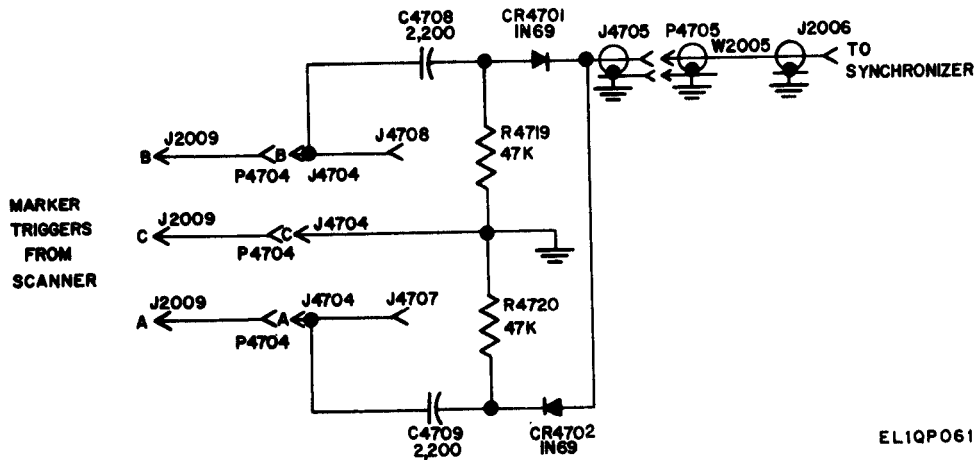 C4708
2,200
CR4701
IN69
J4705
P4705
W2005
J2006
TO
SYNCHRONIZER
R4719
47K
B
J2009
P4704
B
J4704
J4708
MARKER
TRIGGERS
FROM
SCANNER
C
J2009
P4704
C
J4704
A
J2009
P4704
A
J4704
J4707
R4720
47K
C4709
2,200
CR4702
IN69
EL1QP061